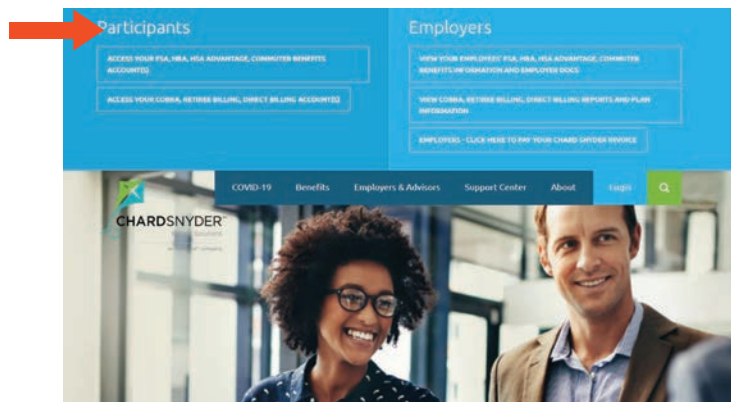 Participants
ACCESS YOUR FSA, HRA, HSA ADVANTAGE, COMMUTER BENEFITS
ACCOUNT(S)
ACCESS YOUR COBRA, RETIREE BILLING, DIRECT BILLING ACCOUNT(S)
Employers
VIEW YOUR EMPLOYEES' FSA, HRA, HSA ADVANTAGE, COMMUTER
BENEFITS INFORMATION AND EMPLOYER DOCS
VIEW COBRA, RETIREE BILLING, DIRECT BILLING REPORTS AND PLAN
INFORMATION
EMPLOYERS - CLICK HERE TO PAY YOUR CHARD SNYDER INVOICE
COVID-19 Benefits Employers & Advisors Support Center About Login
CHARDSNYDER
Solutions
company